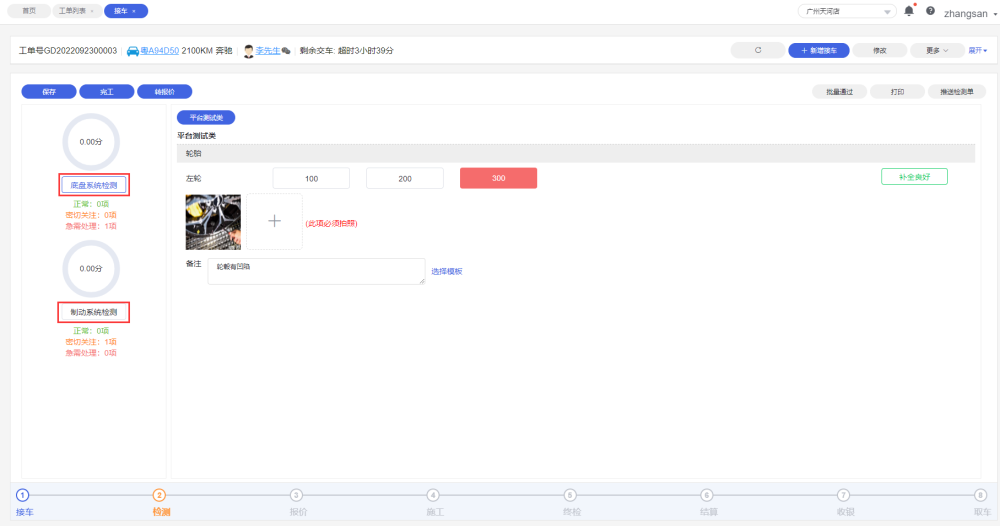 首页 工单列表 × 接车 × 广州天河店 zhangsan
工单号GD2022092300003 粤A94D50 2100KM 奔驰 李先生 剩余交车: 超时3小时39分 + 新增接车 修改 更多 展开
保存 完工 转报价 批量通过 打印 推送检测单
0.00分
底盘系统检测
正常: 0项
密切关注: 0项
急需处理: 1项
0.00分
制动系统检测
正常: 0项
密切关注: 1项
急需处理: 0项
平台测试类
平台测试类
轮胎
左轮 100 200 300 补全良好
(此项必须拍照)
备注 轮毂有凹陷 选择模板
1 2 3 4 5 6 7 8
接车 检测 报价 施工 终检 结算 收银 取车